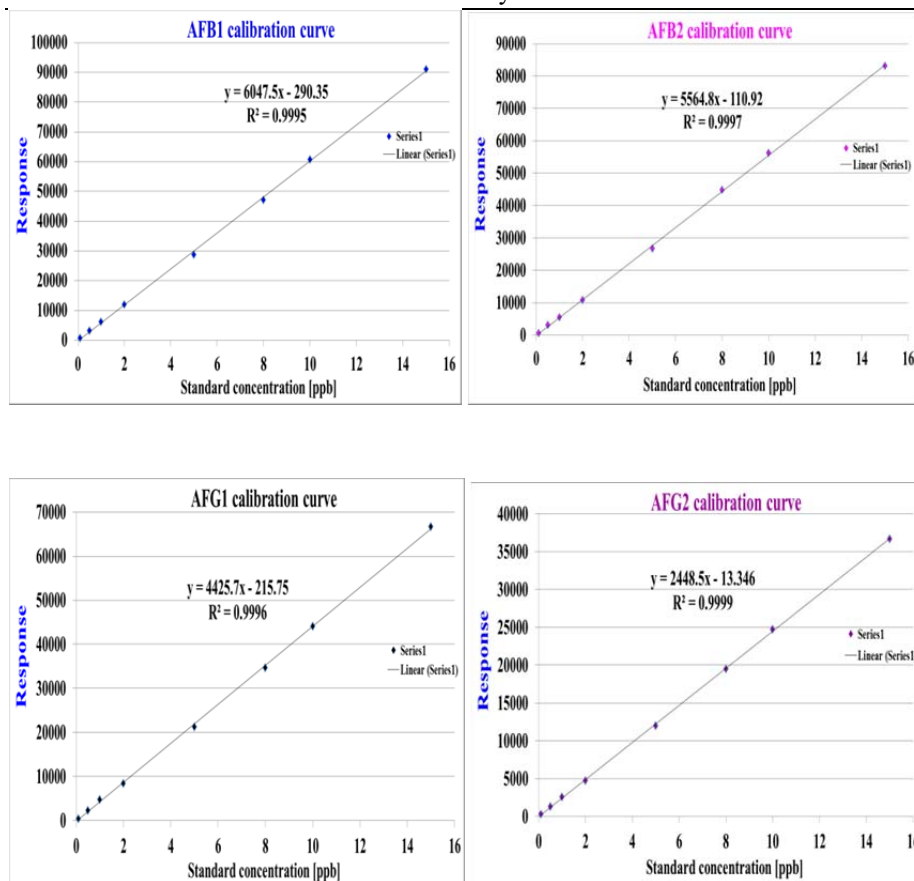 AFB1 calibration curve
100000
90000
80000
70000
60000
50000
40000
30000
20000
10000
0
Response
y = 6047.5x - 290.35
R² = 0.9995
Series1
Linear (Series1)
0 2 4 6 8 10 12 14 16
Standard concentration [ppb]
AFB2 calibration curve
90000
80000
70000
60000
50000
40000
30000
20000
10000
0
Response
y = 5564.8x - 110.92
R² = 0.9997
Series1
Linear (Series1)
0 2 4 6 8 10 12 14 16
Standard concentration [ppb]
AFG1 calibration curve
70000
60000
50000
40000
30000
20000
10000
0
Response
y = 4425.7x - 215.75
R² = 0.9996
Series1
Linear (Series1)
0 2 4 6 8 10 12 14 16
Standard concentration [ppb]
AFG2 calibration curve
40000
35000
30000
25000
20000
15000
10000
5000
0
Response
y = 2448.5x - 13.346
R² = 0.9999
Series1
Linear (Series1
0 2 4 6 8 10 12 14 16
Standard concentration [ppb]